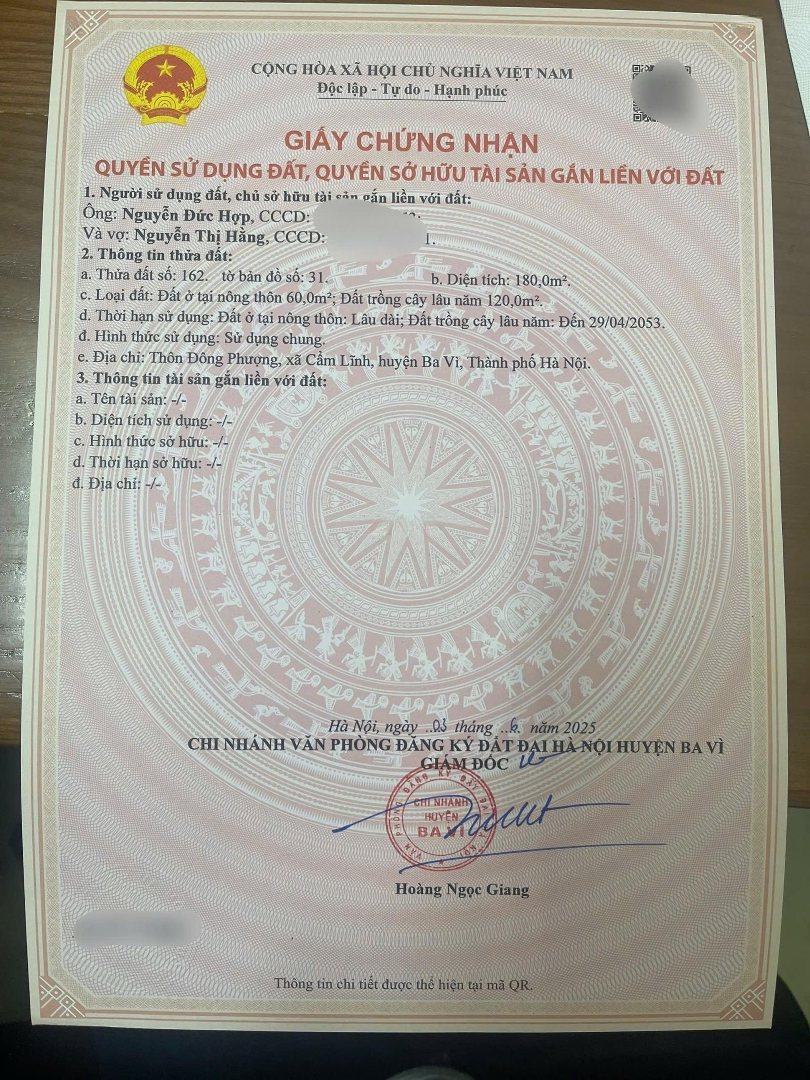 CỘNG HÒA XÃ HỘI CHỦ NGHĨA VIỆT NAM
Độc lập - Tự do - Hạnh phúc
GIẤY CHỨNG NHẬN
QUYỀN SỬ DỤNG ĐẤT, QUYỀN SỞ HỮU TÀI SẢN GẮN LIỀN VỚI ĐẤT
1. Người sử dụng đất, chủ sở hữu tài sản gắn liền với đất:
Ông: Nguyễn Đức Hợp, CCCD:
Và vợ: Nguyễn Thị Hằng, CCCD: 1.
2. Thông tin thửa đất:
a. Thửa đất số: 162. tờ bản đồ số: 31. b. Diện tích: 180,0m².
c. Loại đất: Đất ở tại nông thôn 60,0m²; Đất trồng cây lâu năm 120,0m².
d. Thời hạn sử dụng: Đất ở tại nông thôn: Lâu dài; Đất trồng cây lâu năm: Đến 29/04/2053.
đ. Hình thức sử dụng: Sử dụng chung.
e. Địa chỉ: Thôn Đông Phượng, xã Cẩm Lĩnh, huyện Ba Vì, Thành phố Hà Nội.
3. Thông tin tài sản gắn liền với đất:
a. Tên tài sản: -/-
b. Diện tích sử dụng: -/-
c. Hình thức sở hữu: -/-
d. Thời hạn sở hữu: -/-
đ. Địa chỉ: -/-
Hà Nội, ngày ..03 tháng ..6. năm 2025
CHI NHÁNH VĂN PHÒNG ĐĂNG KÝ ĐẤT ĐAI HÀ NỘI HUYỆN BA VÌ
GIÁM ĐỐC
VĂN PHÒNG ĐĂNG KÝ ĐẤT ĐAI HÀ NỘI
CHI NHÁNH
HUYỆN
BA VÌ
Hoàng Ngọc Giang
Thông tin chi tiết được thể hiện tại mã QR.